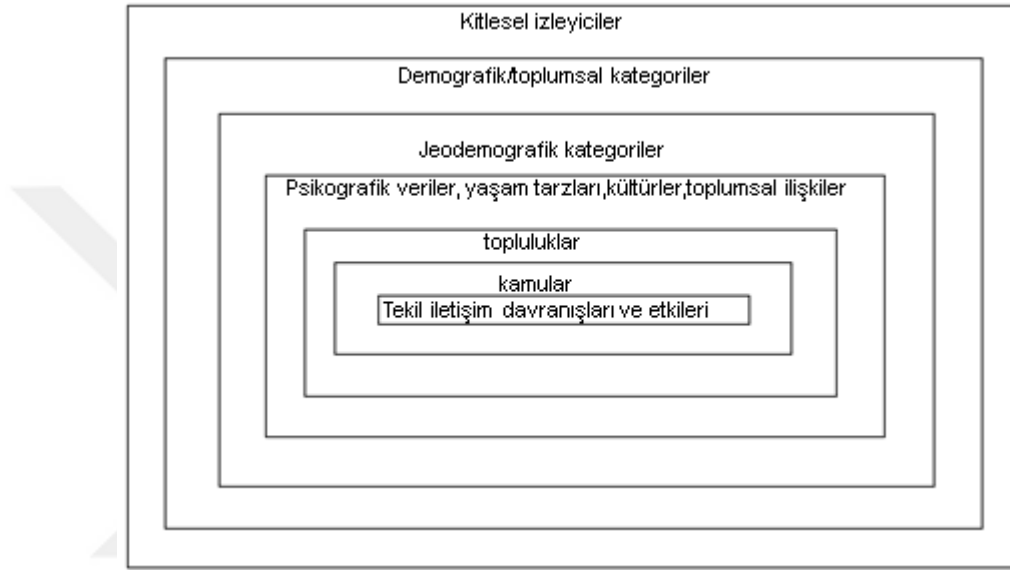 Kitlesel izleyiciler
Demografik/toplumsal kategoriler
Jeodemografik kategoriler
Psikografik veriler, yaşam tarzları,kültürler,toplumsal ilişkiler
topluluklar
kamular
Tekil iletişim davranışları ve etkileri